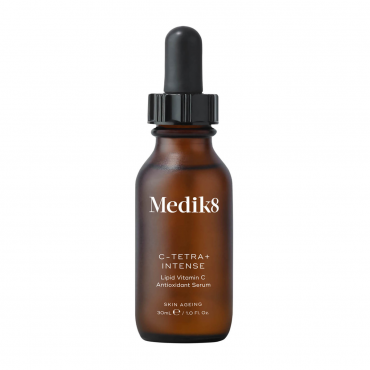 Medik8
C-TETRA+
INTENSE
Lipid Vitamin C
Antioxidant Serum
SKIN AGEING
30mL ℮ / 1.0 Fl. Oz.